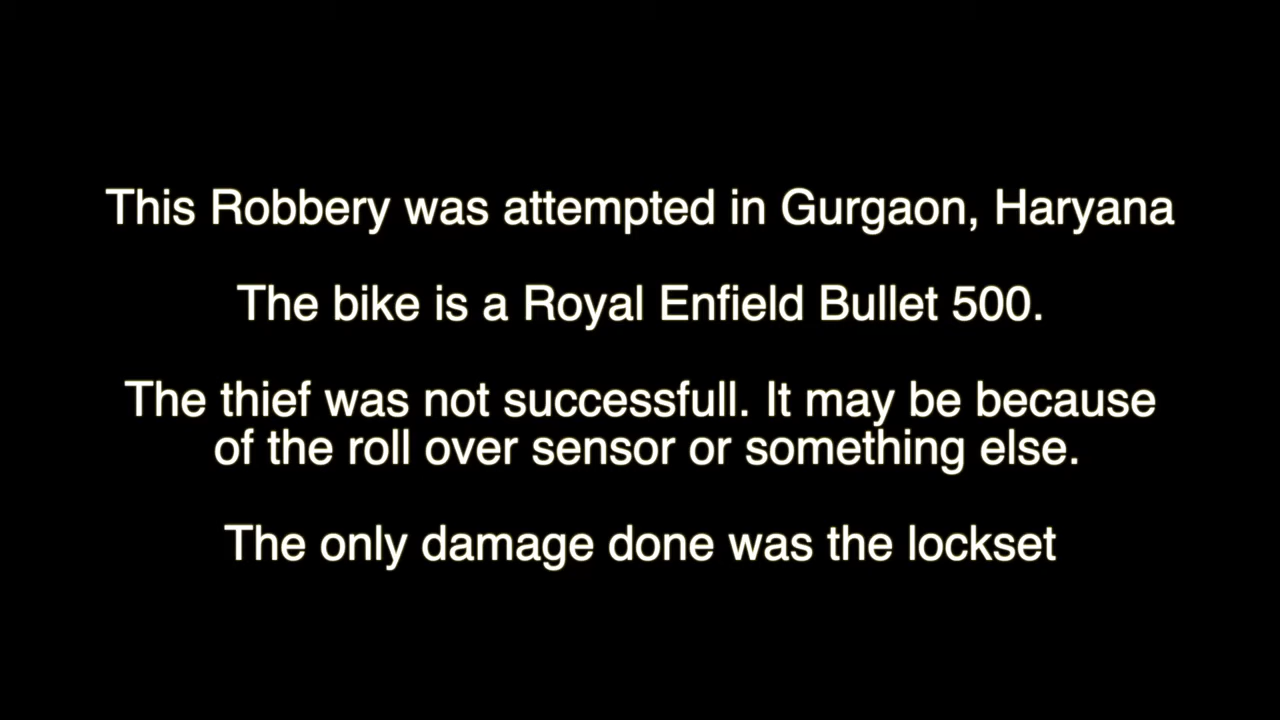 This Robbery was attempted in Gurgaon, Haryana
The bike is a Royal Enfield Bullet 500.
The thief was not successfull. It may be because
of the roll over sensor or something else.
The only damage done was the lockset